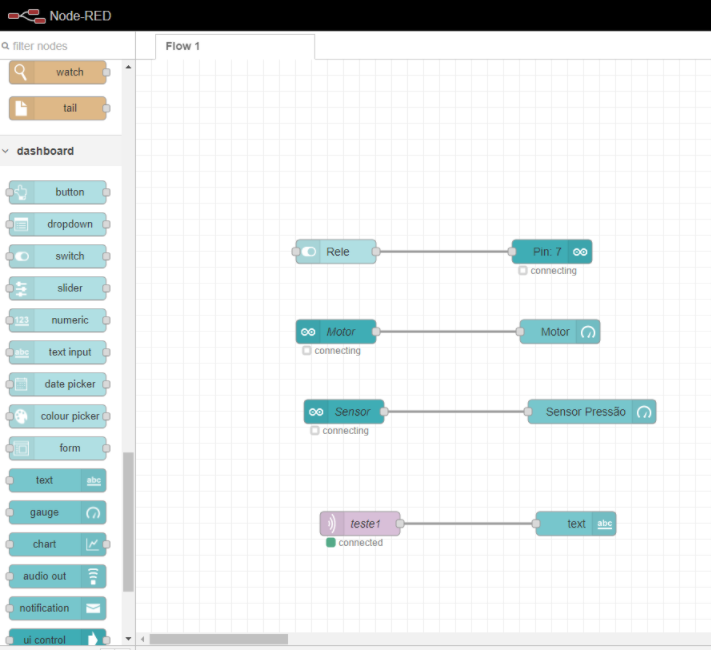 Node-RED
filter nodes
Flow 1
watch
tail
dashboard
button
dropdown
switch
slider
123
numeric
abc
text input
date picker
colour picker
form
text
abc
gauge
chart
audio out
notification
ui control
Rele
Pin: 7
connecting
Motor
Motor
connecting
Sensor
Sensor Pressão
connecting
teste1
text
abc
connected